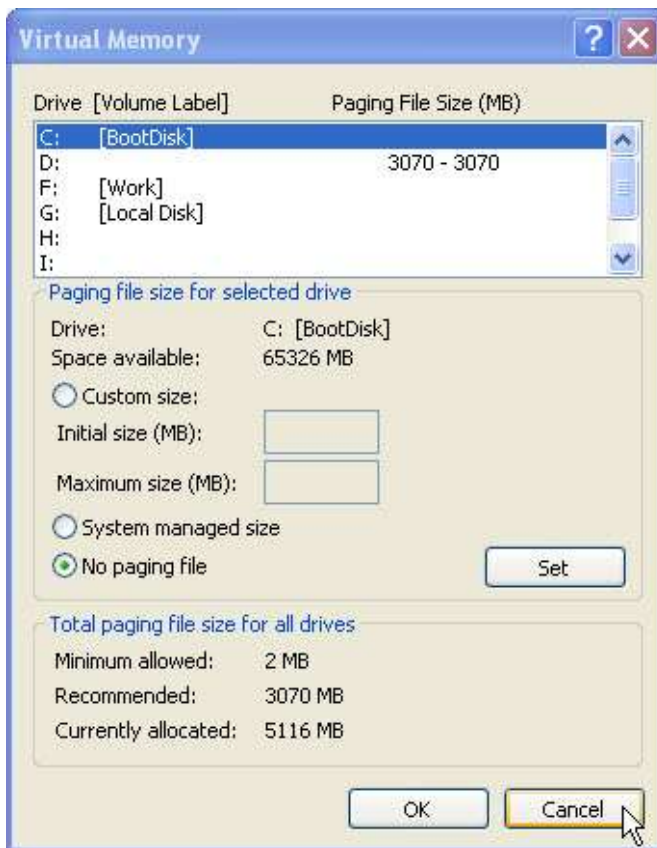 Virtual Memory
Drive [Volume Label] Paging File Size (MB)
C: [BootDisk]
D: 3070 - 3070
F: [Work]
G: [Local Disk]
H:
I:
Paging file size for selected drive
Drive: C: [BootDisk]
Space available: 65326 MB
Custom size:
Initial size (MB):
Maximum size (MB):
System managed size
No paging file Set
Total paging file size for all drives
Minimum allowed: 2 MB
Recommended: 3070 MB
Currently allocated: 5116 MB
OK Cancel